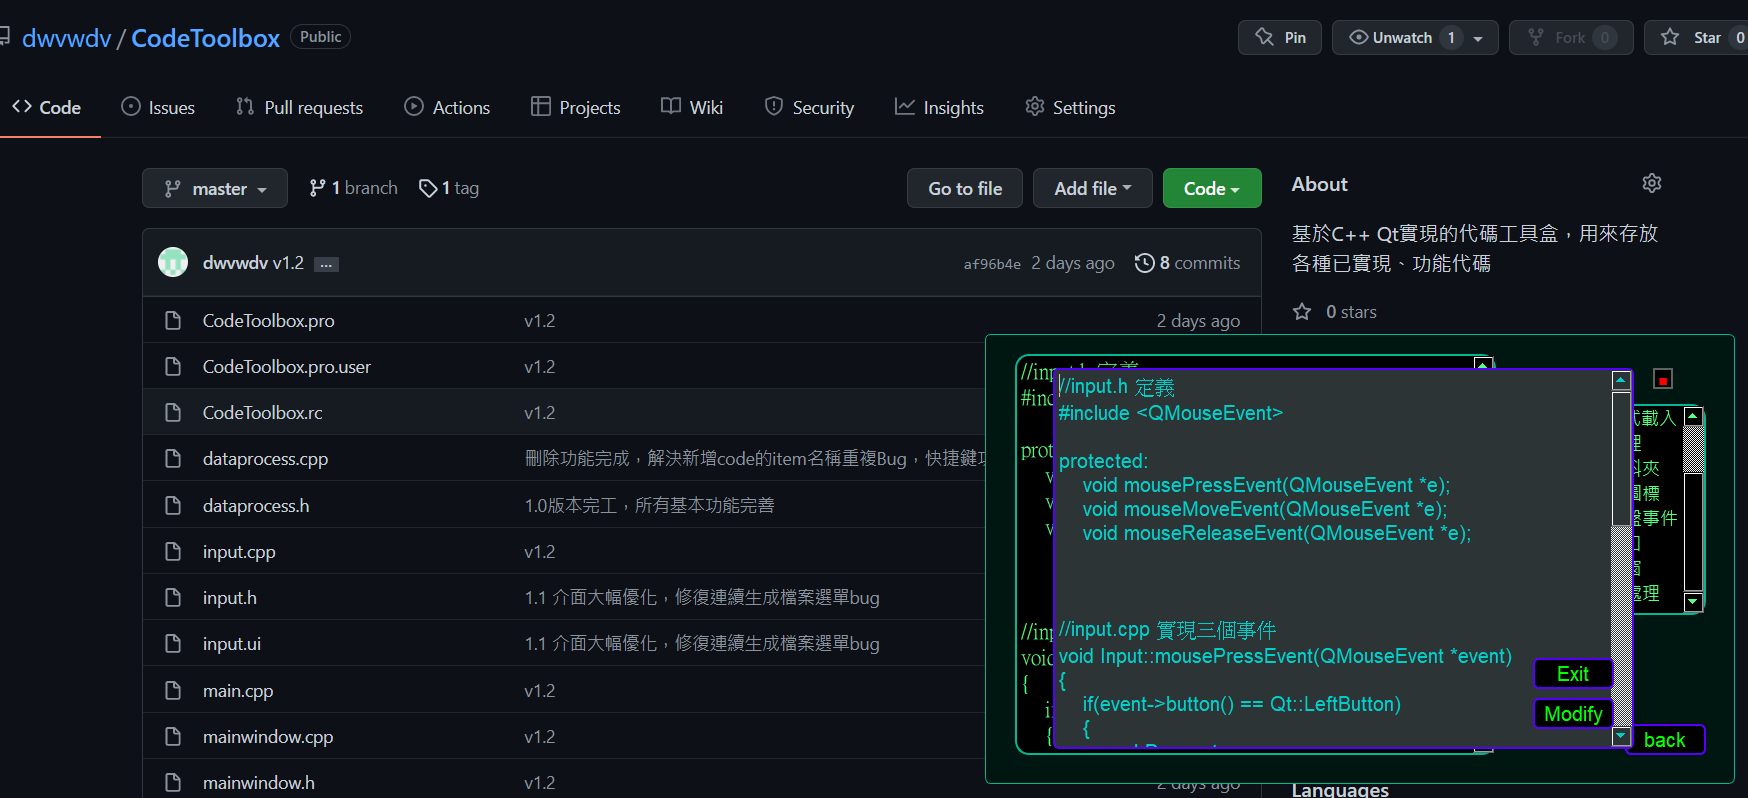 dwvwdv / CodeToolbox Public
Pin
Unwatch 1
Fork 0
Star 0
Code
Issues
Pull requests
Actions
Projects
Wiki
Security
Insights
Settings
master
1 branch
1 tag
Go to file
Add file
Code
dwvwdv v1.2 ...
af96b4e 2 days ago
8 commits
CodeToolbox.pro v1.2 2 days ago
CodeToolbox.pro.user v1.2
CodeToolbox.rc v1.2
dataprocess.cpp 刪除功能完成，解決新增code的item名稱重複Bug，快捷鍵
dataprocess.h 1.0版本完工，所有基本功能完善
input.cpp v1.2
input.h 1.1 介面大幅優化，修復連續生成檔案選單bug
input.ui 1.1 介面大幅優化，修復連續生成檔案選單bug
main.cpp v1.2
mainwindow.cpp v1.2
mainwindow.h v1.2 2 days ago
About
基於C++ Qt實現的代碼工具盒，用來存放
各種已實現、功能代碼
0 stars
Languages
//input.h 定義
#include <QMouseEvent>
protected:
void mousePressEvent(QMouseEvent *e);
void mouseMoveEvent(QMouseEvent *e);
void mouseReleaseEvent(QMouseEvent *e);
//input.cpp 實現三個事件
void Input::mousePressEvent(QMouseEvent *event)
{
if(event->button() == Qt::LeftButton)
{
Exit
Modify
back
//inp
#inc
prot
v
v
v
//inp
void
{
i
{
載入
理
夾
圖標
盤事件
處理